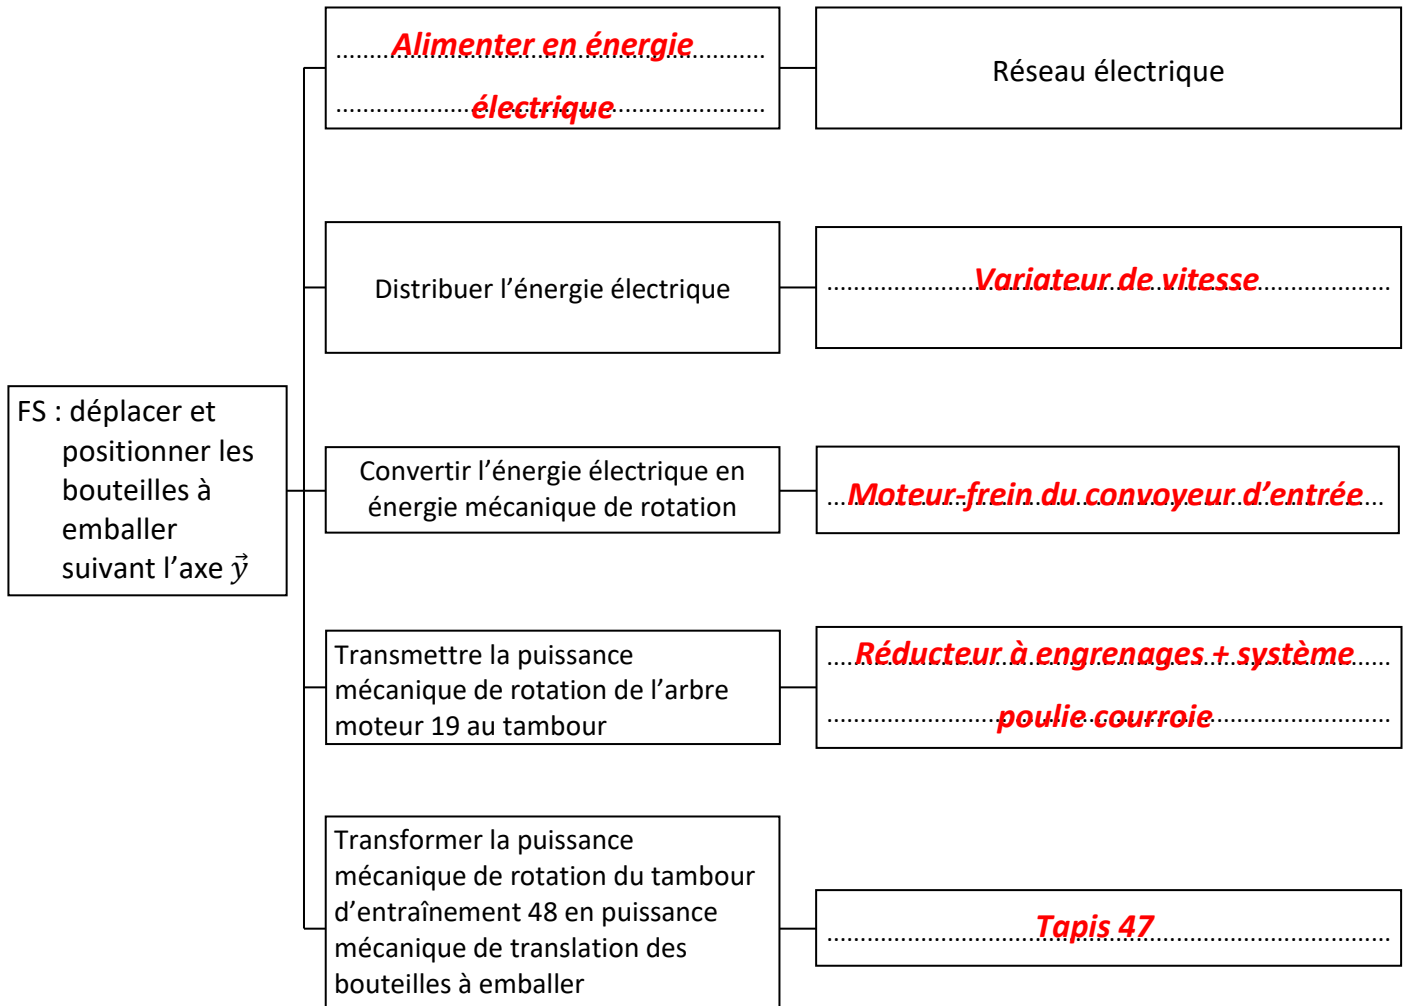 Alimenter en énergie
électrique
Réseau électrique
Distribuer l’énergie électrique
Variateur de vitesse
FS : déplacer et
positionner les
bouteilles à
emballer
suivant l’axe y⃗
Convertir l’énergie électrique en
énergie mécanique de rotation
Moteur-frein du convoyeur d’entrée
Transmettre la puissance
mécanique de rotation de l’arbre
moteur 19 au tambour
Réducteur à engrenages + système
poulie courroie
Transformer la puissance
mécanique de rotation du tambour
d’entraînement 48 en puissance
mécanique de translation des
bouteilles à emballer
Tapis 47